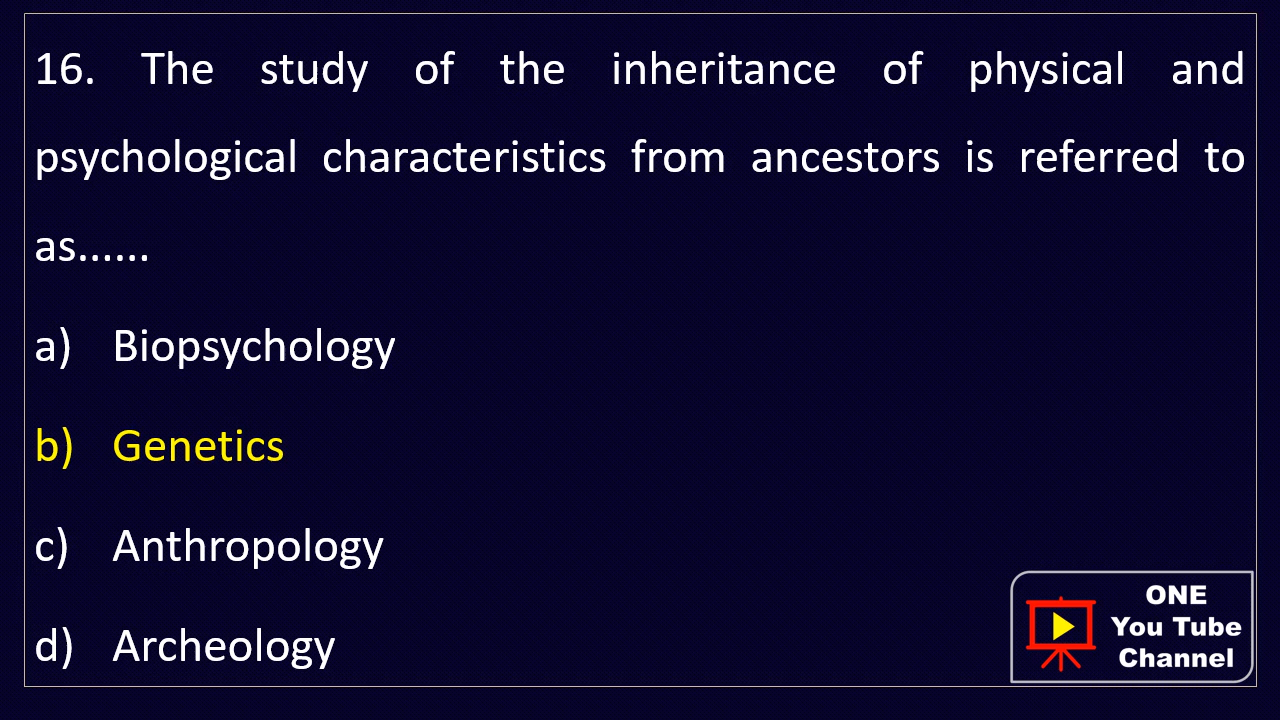 16. The study of the inheritance of physical and
psychological characteristics from ancestors is referred to
as......
a) Biopsychology
b) Genetics
c) Anthropology
d) Archeology
ONE
You Tube
Channel